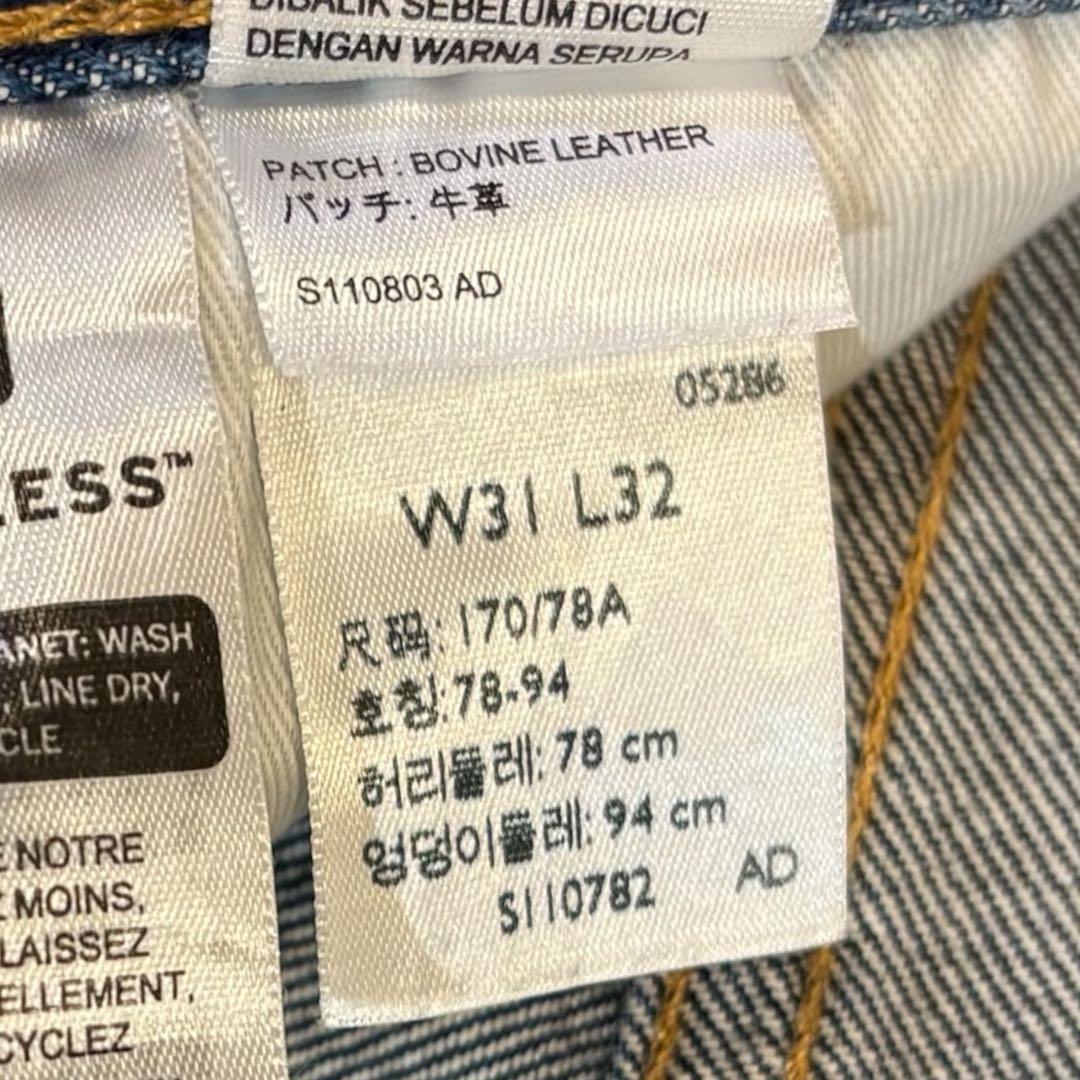 DIBALIK SEBELUM DICUCI
DENGAN WARNA SERUPA
PATCH : BOVINE LEATHER
パッチ: 牛革
S110803 AD
05286
W31 L32
尺码: 170/78A
호칭: 78-94
허리둘레: 78 cm
엉덩이둘레: 94 cm
S110782 AD
LESS™
ANET: WASH
, LINE DRY,
CLE
E NOTRE
Z MOINS,
LAISSEZ
ELLEMENT,
CYCLEZ